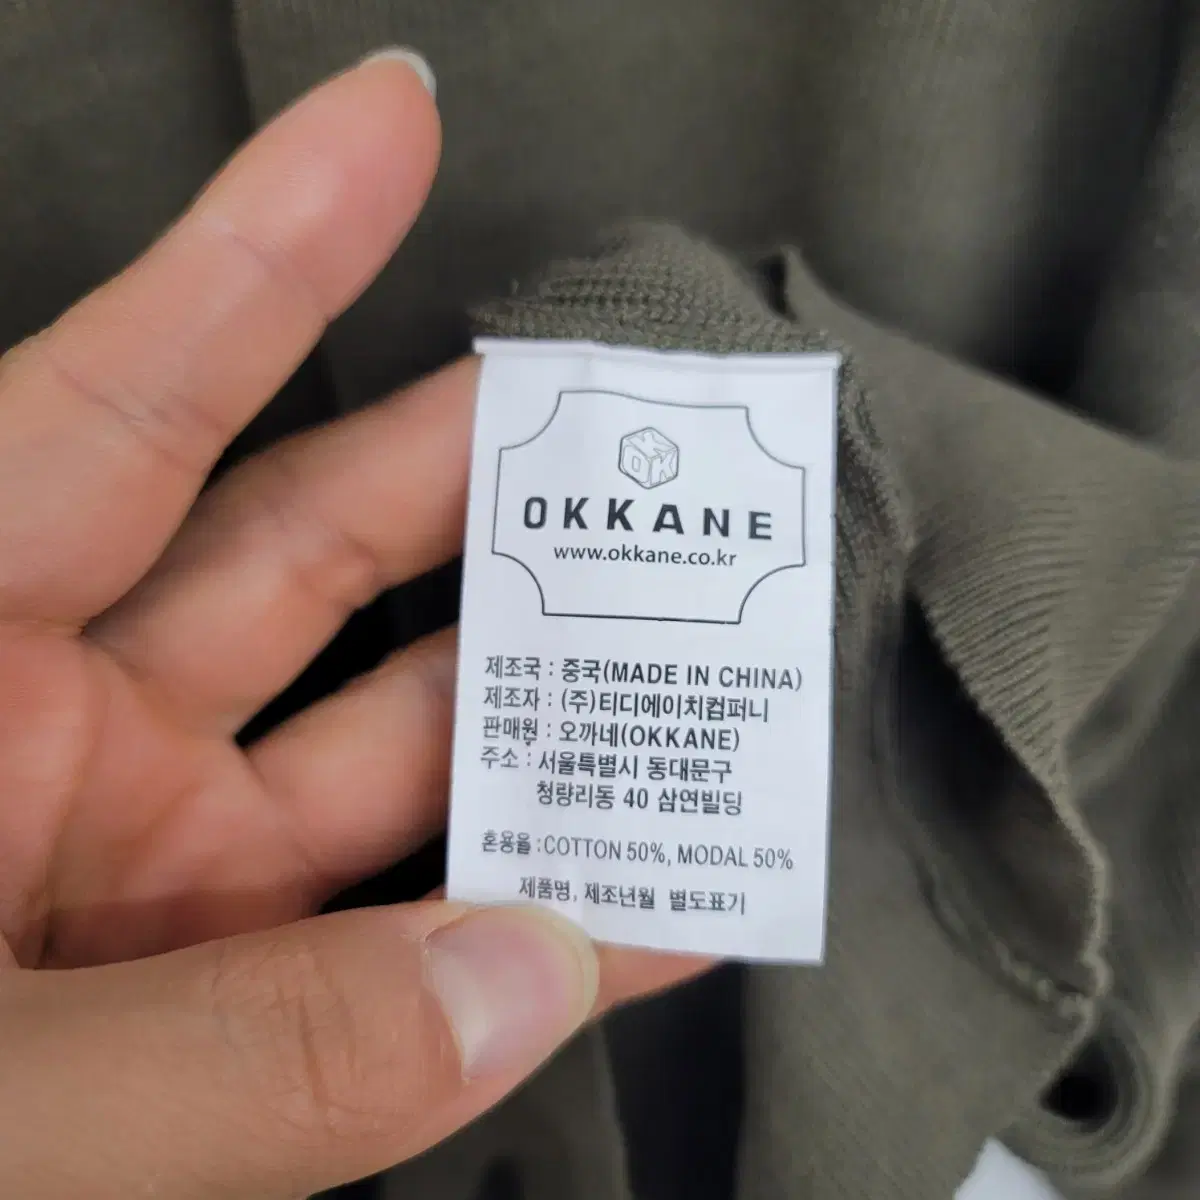 OKK
OKKANE
www.okkane.co.kr
제조국 : 중국(MADE IN CHINA)
제조자 : (주)티디에이치컴퍼니
판매원 : 오까네(OKKANE)
주소 : 서울특별시 동대문구
청량리동 40 삼연빌딩
혼용율 : COTTON 50%, MODAL 50%
제품명, 제조년월 별도표기